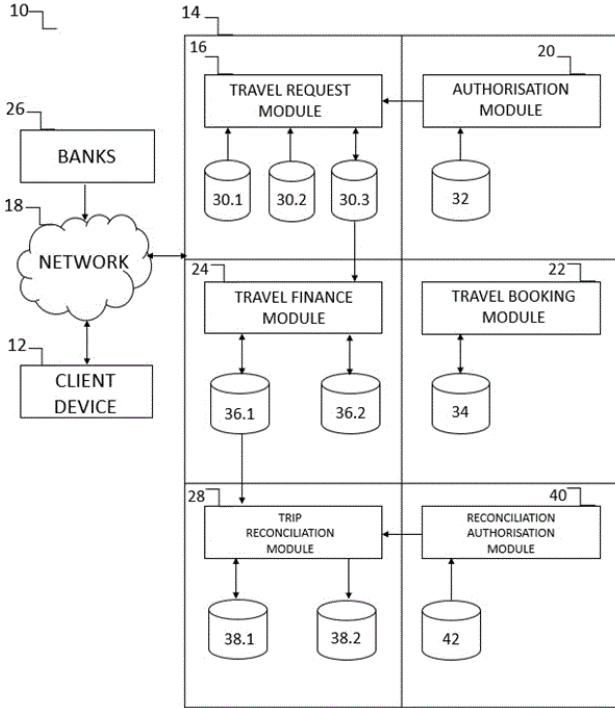 10
14
16
TRAVEL REQUEST
MODULE
20
AUTHORISATION
MODULE
26
BANKS
30.1
30.2
30.3
32
18
NETWORK
24
TRAVEL FINANCE
MODULE
22
TRAVEL BOOKING
MODULE
12
CLIENT
DEVICE
36.1
36.2
34
28
TRIP
RECONCILIATION
MODULE
40
RECONCILIATION
AUTHORISATION
MODULE
38.1
38.2
42